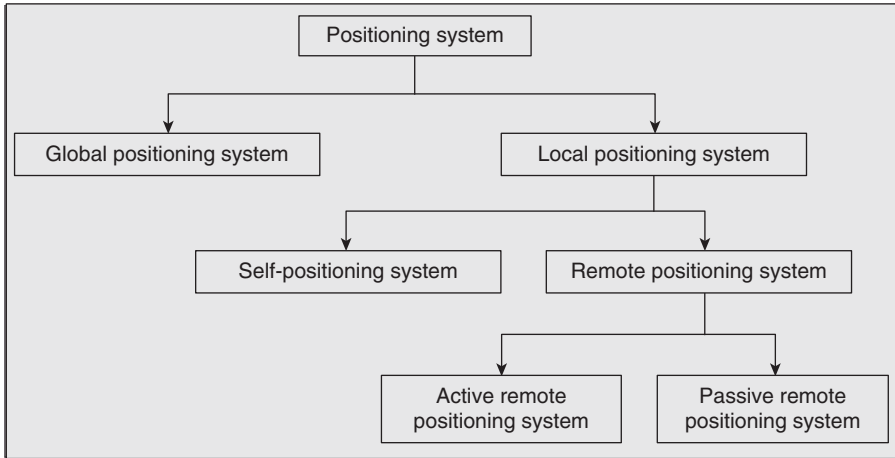 Positioning system
Global positioning system
Local positioning system
Self-positioning system
Remote positioning system
Active remote
positioning system
Passive remote
positioning system